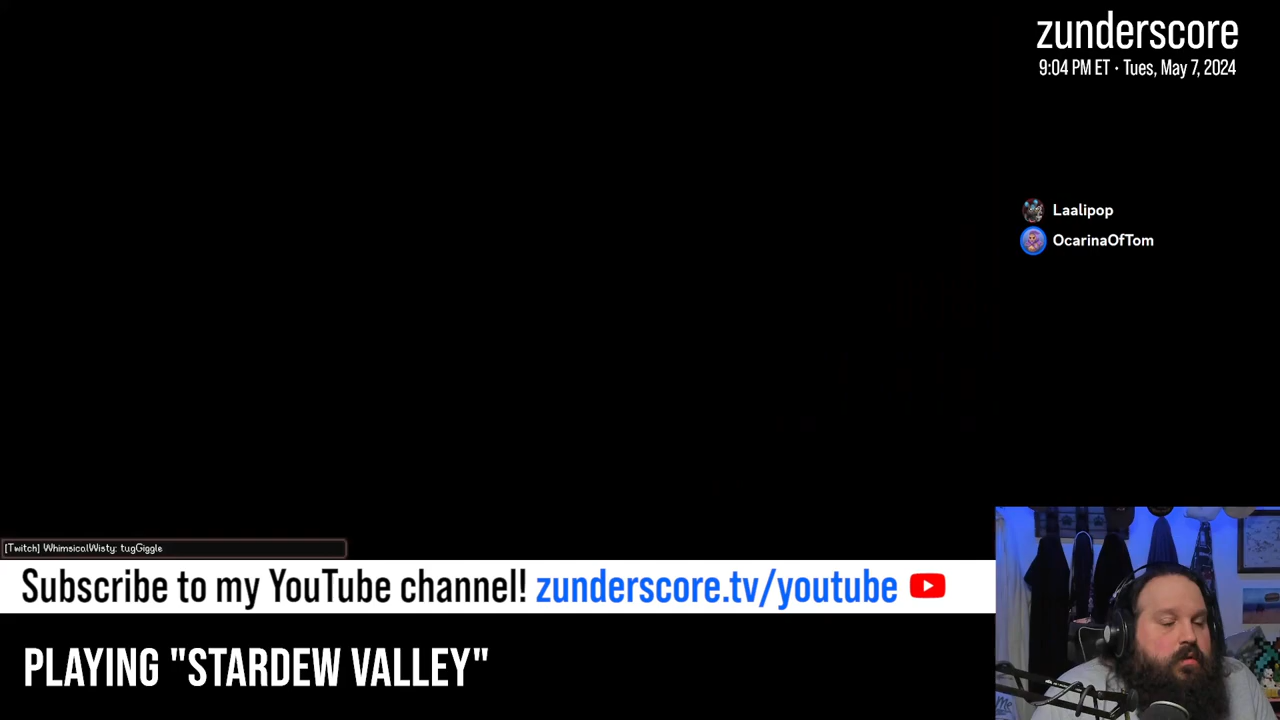 zunderscore
9:04 PM ET · Tues, May 7, 2024
Laalipop
OcarinaOfTom
[Twitch] WhimsicalWisty: tugGiggle
Subscribe to my YouTube channel! zunderscore.tv/youtube
PLAYING "STARDEW VALLEY"